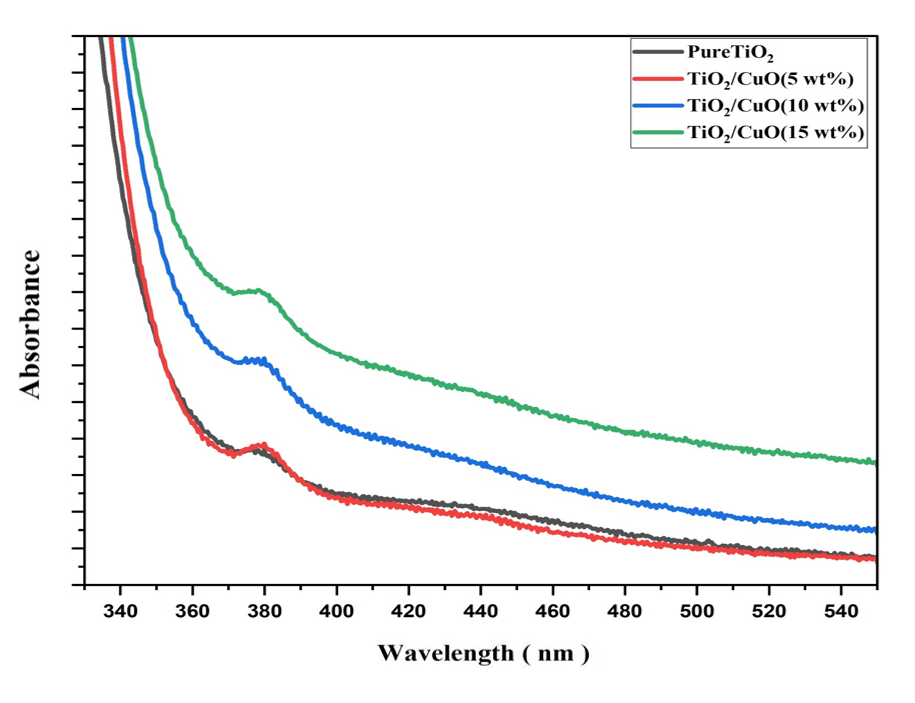 PureTiO₂
TiO₂/CuO(5 wt%)
TiO₂/CuO(10 wt%)
TiO₂/CuO(15 wt%)
Absorbance
340 360 380 400 420 440 460 480 500 520 540
Wavelength ( nm )